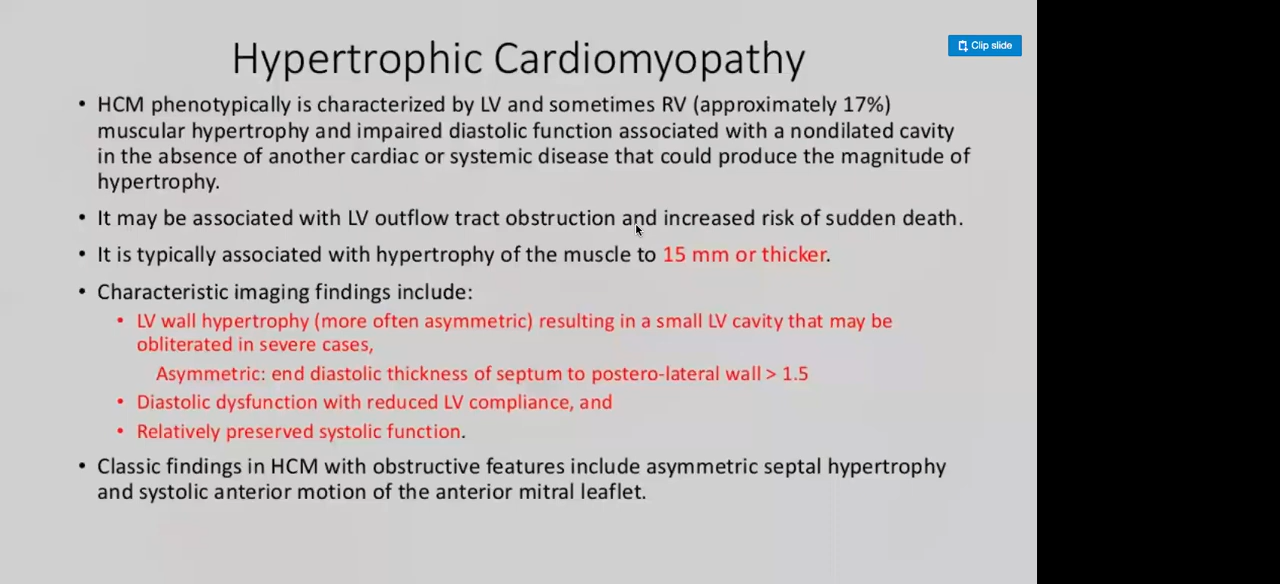 Hypertrophic Cardiomyopathy
Clip slide
• HCM phenotypically is characterized by LV and sometimes RV (approximately 17%)
muscular hypertrophy and impaired diastolic function associated with a nondilated cavity
in the absence of another cardiac or systemic disease that could produce the magnitude of
hypertrophy.
• It may be associated with LV outflow tract obstruction and increased risk of sudden death.
• It is typically associated with hypertrophy of the muscle to 15 mm or thicker.
• Characteristic imaging findings include:
• LV wall hypertrophy (more often asymmetric) resulting in a small LV cavity that may be
obliterated in severe cases,
Asymmetric: end diastolic thickness of septum to postero-lateral wall > 1.5
• Diastolic dysfunction with reduced LV compliance, and
• Relatively preserved systolic function.
• Classic findings in HCM with obstructive features include asymmetric septal hypertrophy
and systolic anterior motion of the anterior mitral leaflet.